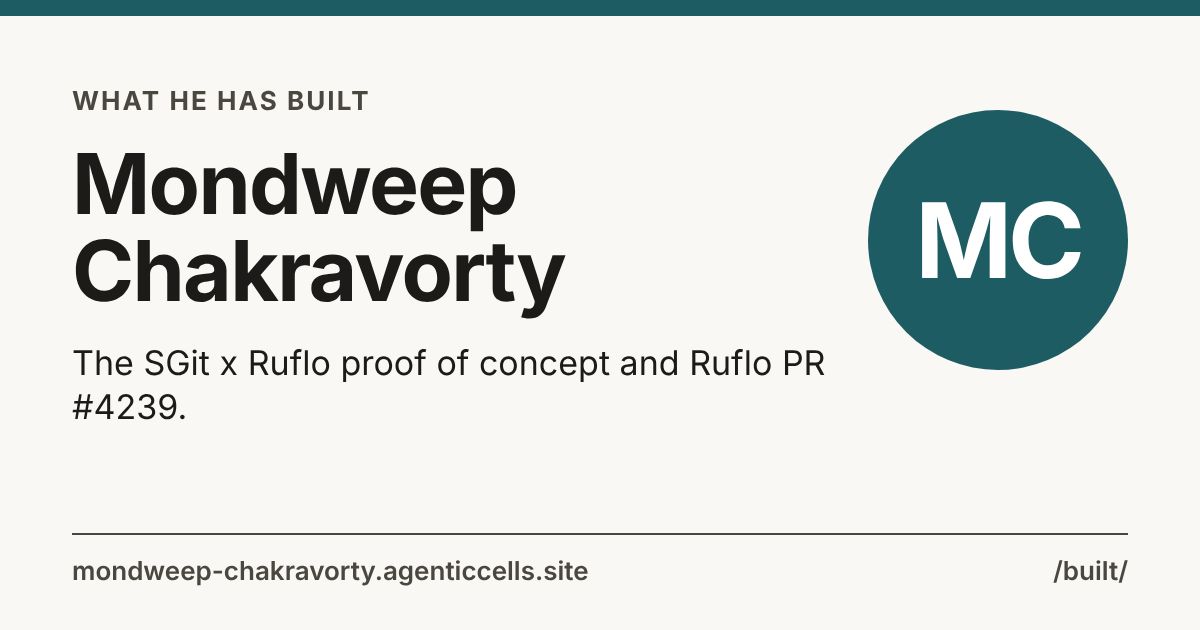 WHAT HE HAS BUILT
Mondweep
Chakravorty
MC
The SGit x Ruflo proof of concept and Ruflo PR
#4239.
mondweep-chakravorty.agenticcells.site
/built/